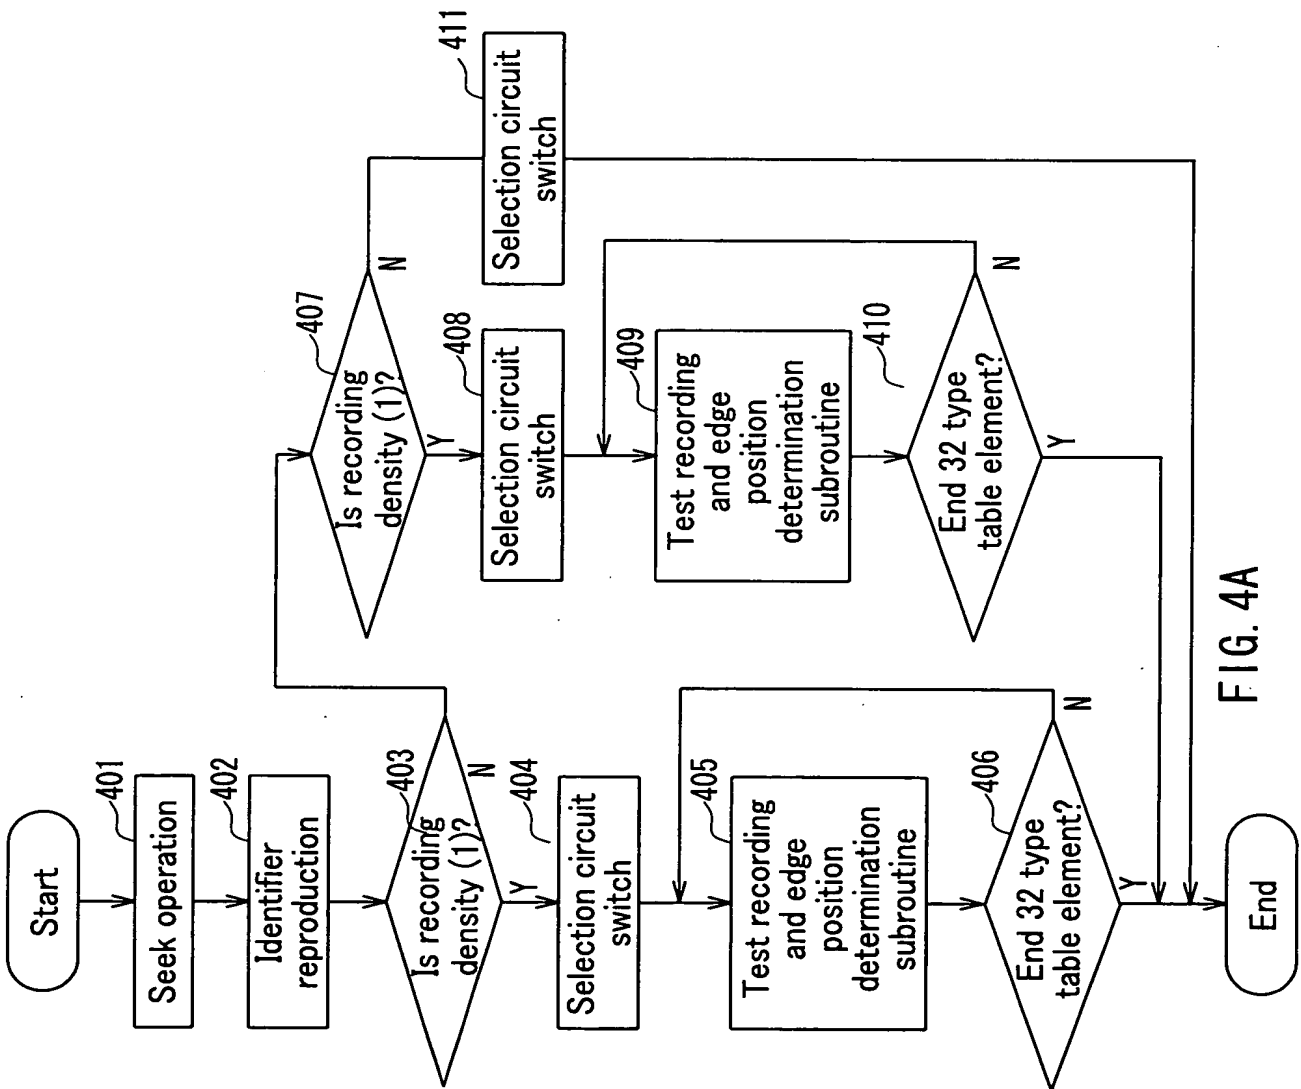 Start
401
Seek operation
402
Identifier
reproduction
403
Is recording
density (1)?
N
Y
404
Selection circuit
switch
405
Test recording
and edge
position
determination
subroutine
406
End 32 type
table element?
N
Y
End
407
Is recording
density (1)?
N
Y
408
Selection circuit
switch
409
Test recording
and edge
position
determination
subroutine
410
End 32 type
table element?
N
Y
411
Selection circuit
switch
FIG. 4A